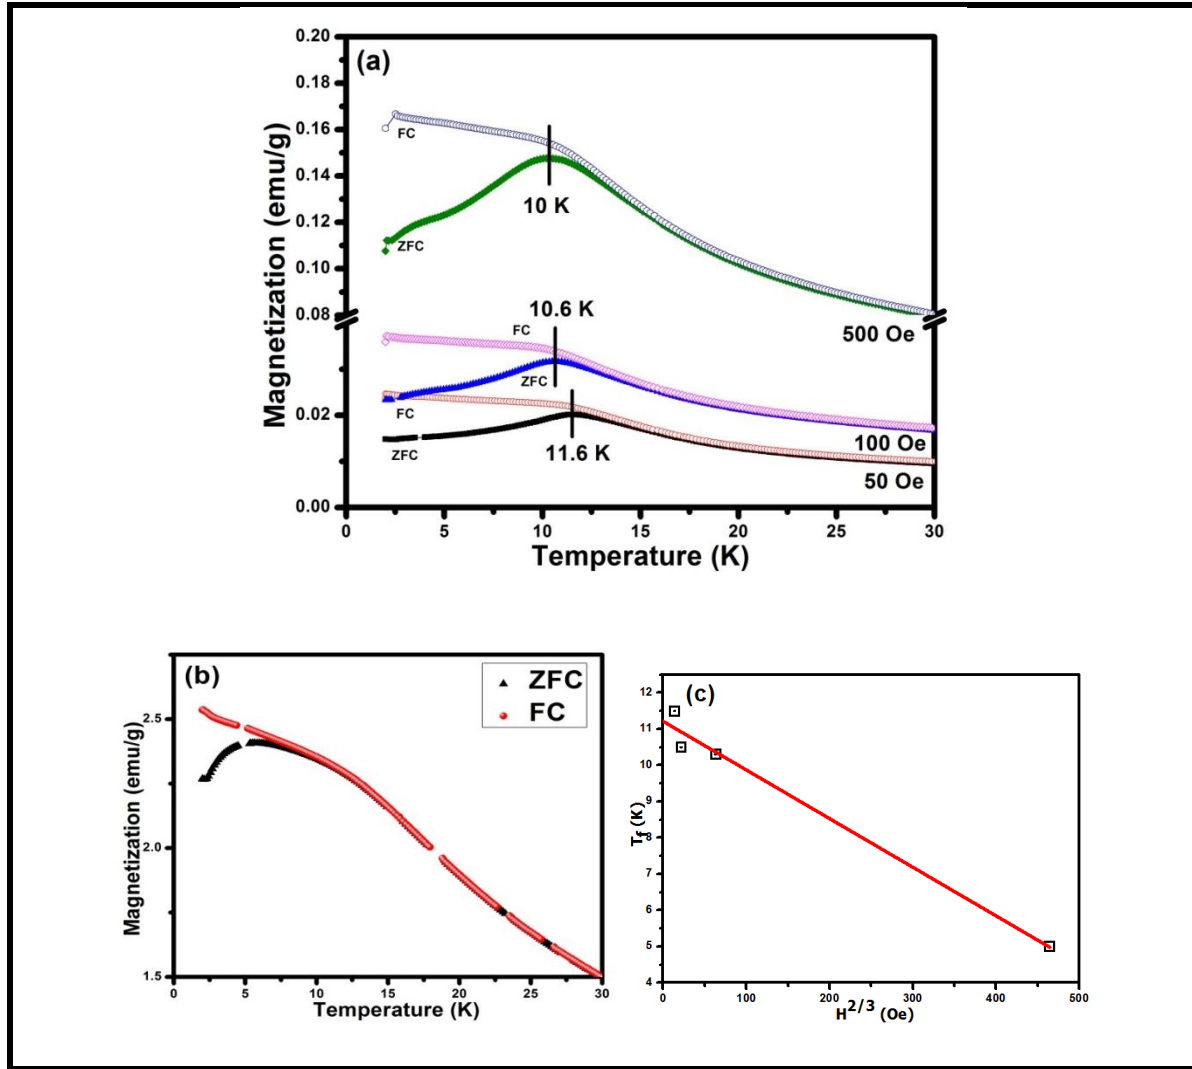 (a)
0.20
0.18
0.16
0.14
0.12
0.10
0.08
0.02
0.00
Magnetization (emu/g)
FC
ZFC
10 K
500 Oe
10.6 K
FC
ZFC
FC
100 Oe
ZFC
11.6 K
50 Oe
0 5 10 15 20 25 30
Temperature (K)
(b)
ZFC
FC
2.5
2.0
1.5
Magnetization (emu/g)
0 5 10 15 20 25 30
Temperature (K)
(c)
12
11
10
9
8
7
6
5
4
Tf (K)
0 100 200 300 400 500
H2/3 (Oe)